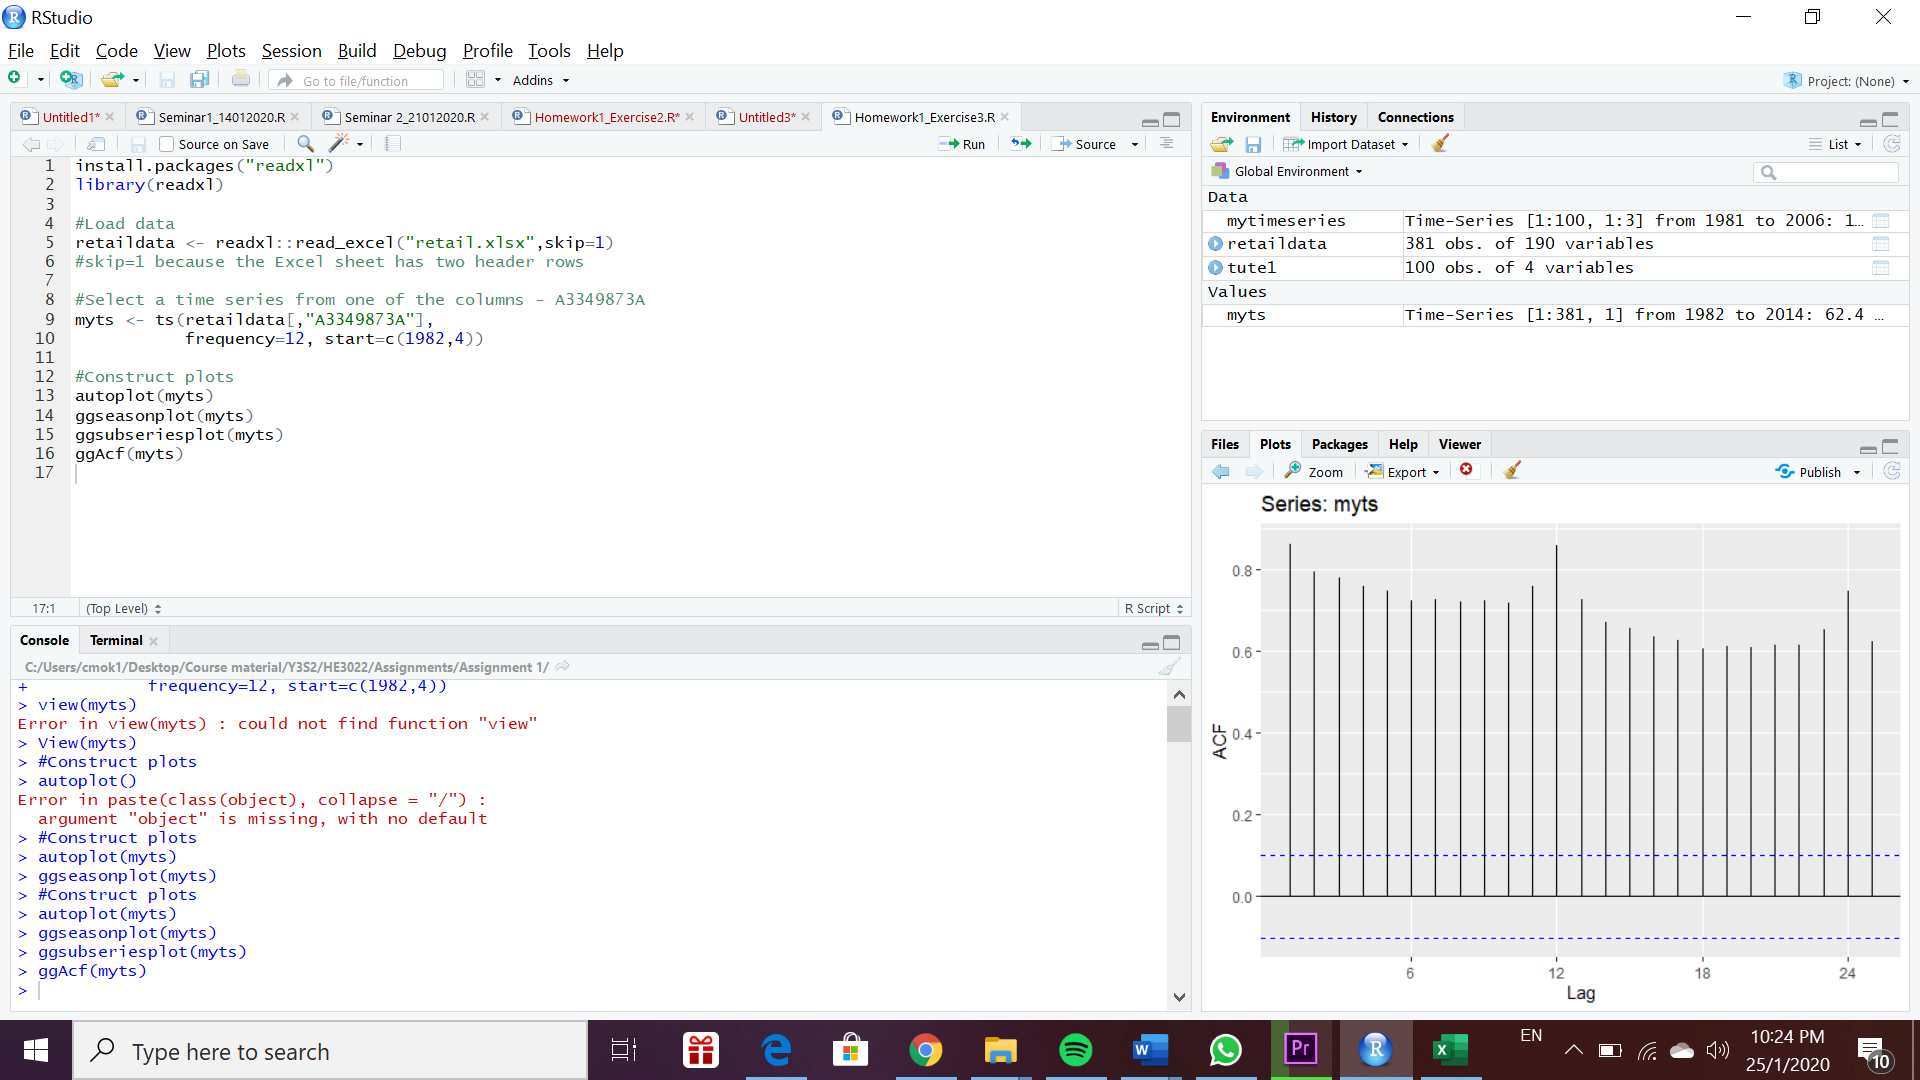 RStudio
File Edit Code View Plots Session Build Debug Profile Tools Help
Go to file/function Addins Project: (None)
Untitled1* Seminar1_14012020.R Seminar 2_21012020.R Homework1_Exercise2.R* Untitled3* Homework1_Exercise3.R
Source on Save Run Source
1 install.packages("readxl")
2 library(readxl)
3
4 #Load data
5 retaildata <- readxl::read_excel("retail.xlsx",skip=1)
6 #skip=1 because the Excel sheet has two header rows
7
8 #Select a time series from one of the columns - A3349873A
9 myts <- ts(retaildata[,"A3349873A"],
10 frequency=12, start=c(1982,4))
11
12 #Construct plots
13 autoplot(myts)
14 ggseasonplot(myts)
15 ggsubseriesplot(myts)
16 ggAcf(myts)
17
17:1 (Top Level) R Script
Console Terminal
C:/Users/cmok1/Desktop/Course material/Y3S2/HE3022/Assignments/Assignment 1/
+ frequency=12, start=c(1982,4))
> view(myts)
Error in view(myts) : could not find function "view"
> View(myts)
> #Construct plots
> autoplot()
Error in paste(class(object), collapse = "/") :
argument "object" is missing, with no default
> #Construct plots
> autoplot(myts)
> ggseasonplot(myts)
> #Construct plots
> autoplot(myts)
> ggseasonplot(myts)
> ggsubseriesplot(myts)
> ggAcf(myts)
>
Environment History Connections
Import Dataset List
Global Environment
Data
mytimeseries Time-Series [1:100, 1:3] from 1981 to 2006: 1…
retaildata 381 obs. of 190 variables
tute1 100 obs. of 4 variables
Values
myts Time-Series [1:381, 1] from 1982 to 2014: 62.4 …
Files Plots Packages Help Viewer
Zoom Export Publish
Series: myts
0.8
0.6
0.4
0.2
0.0
ACF
6 12 18 24
Lag
Type here to search
W
Pr
R
X
EN
10:24 PM
25/1/2020
10